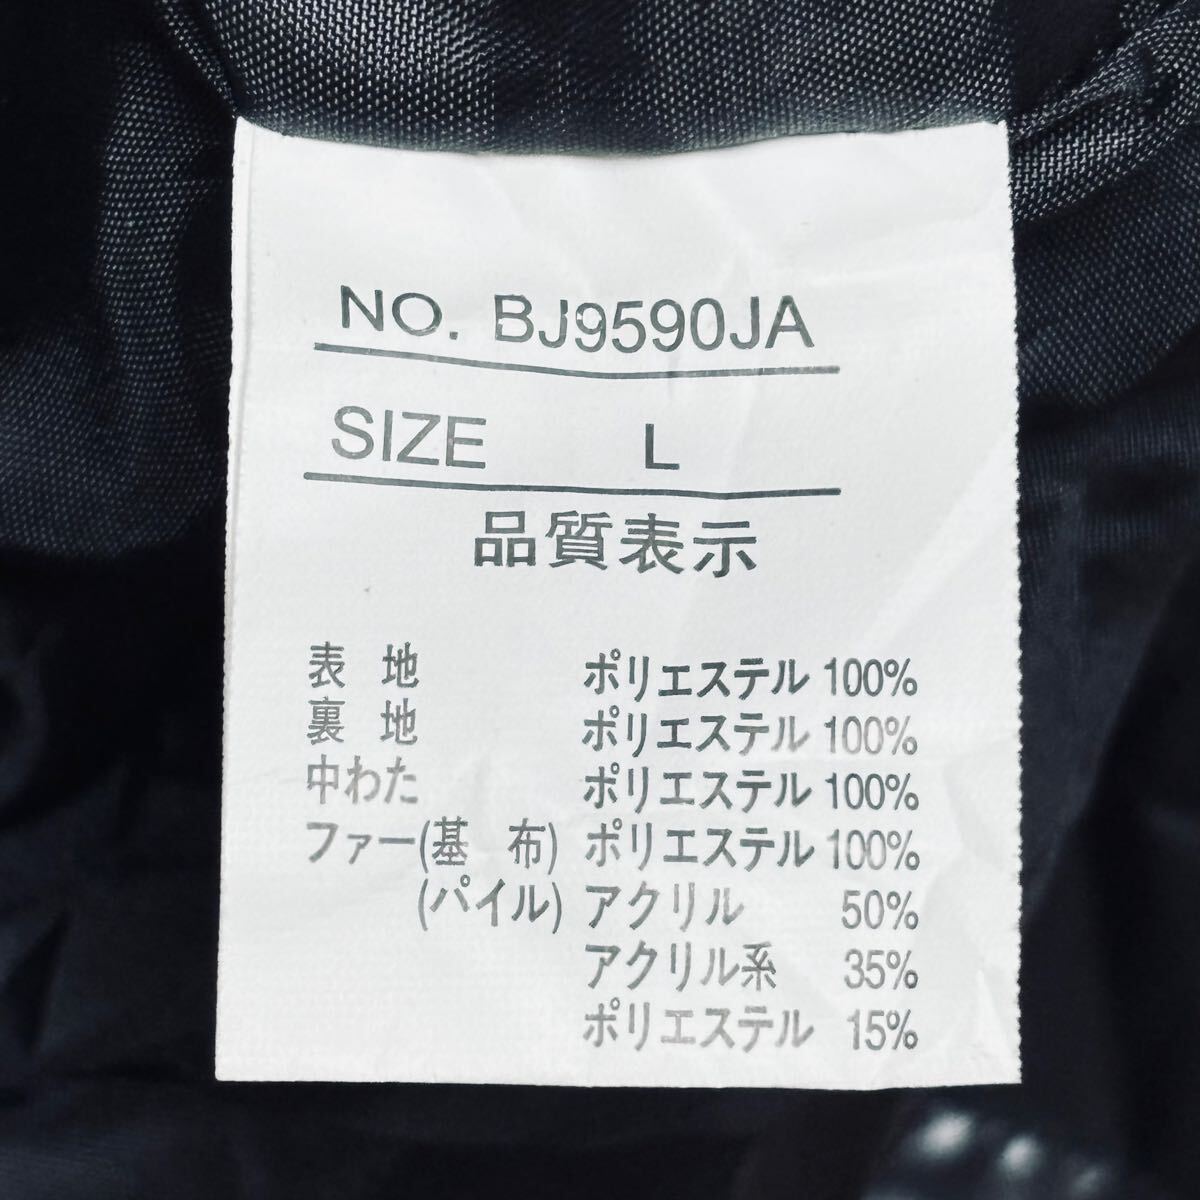 NO. BJ9590JA
SIZE L
品質表示
表 地 ポリエステル 100%
裏 地 ポリエステル 100%
中わた ポリエステル 100%
ファー(基 布) ポリエステル 100%
(パイル) アクリル 50%
アクリル系 35%
ポリエステル 15%